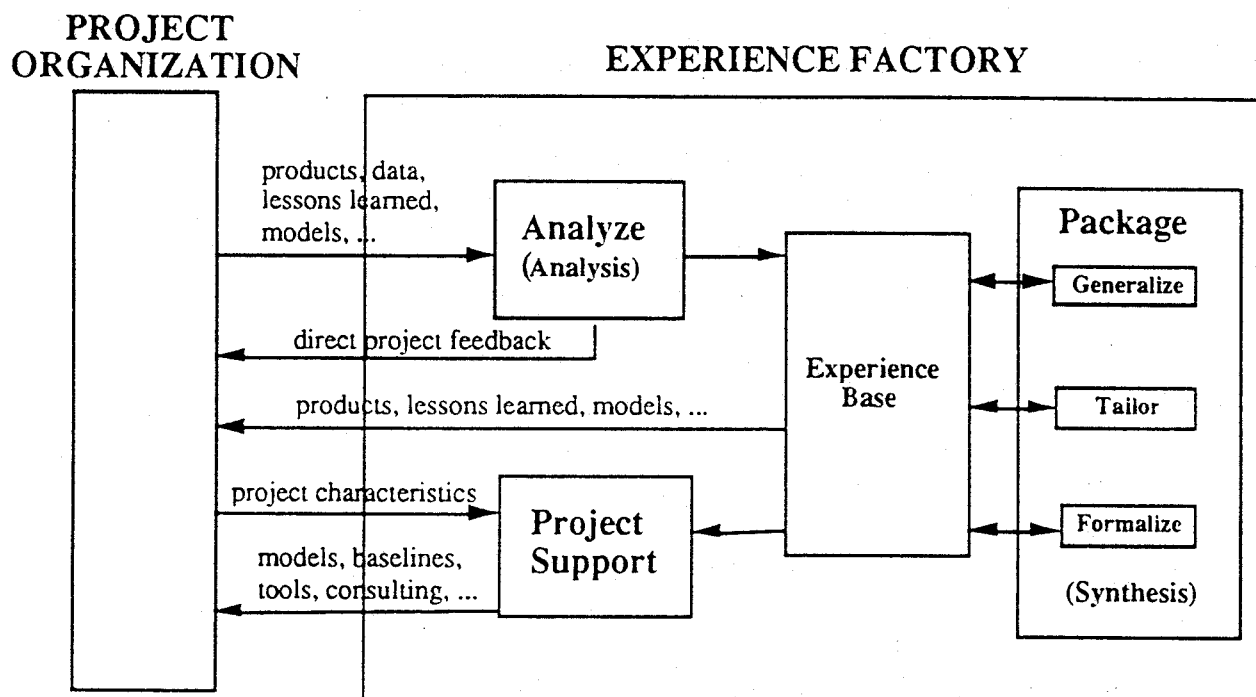 PROJECT
ORGANIZATION
EXPERIENCE FACTORY
products, data,
lessons learned,
models, ...
Analyze
(Analysis)
direct project feedback
products, lessons learned, models, ...
project characteristics
models, baselines,
tools, consulting, ...
Project
Support
Experience
Base
Package
Generalize
Tailor
Formalize
(Synthesis)